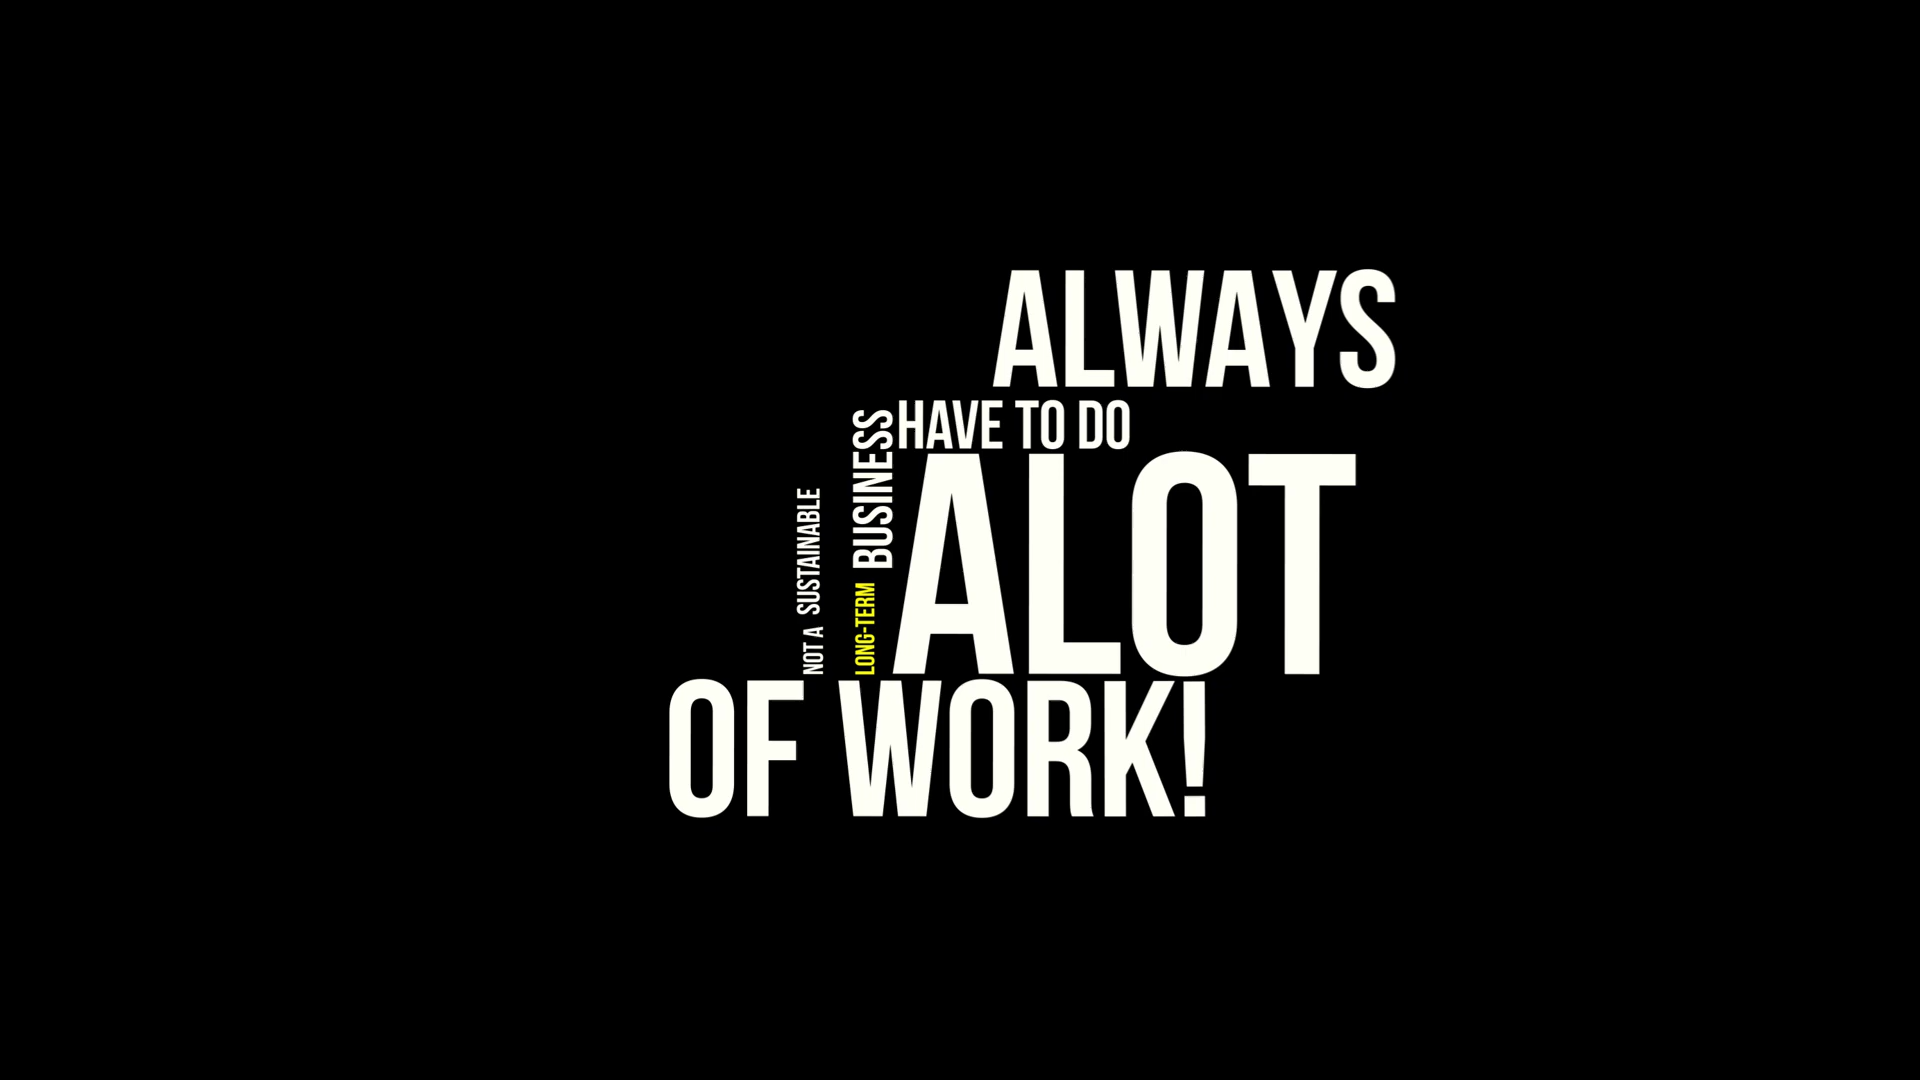 NOT A SUSTAINABLE
LONG-TERM BUSINESS
ALWAYS
HAVE TO DO
ALOT
OF WORK!